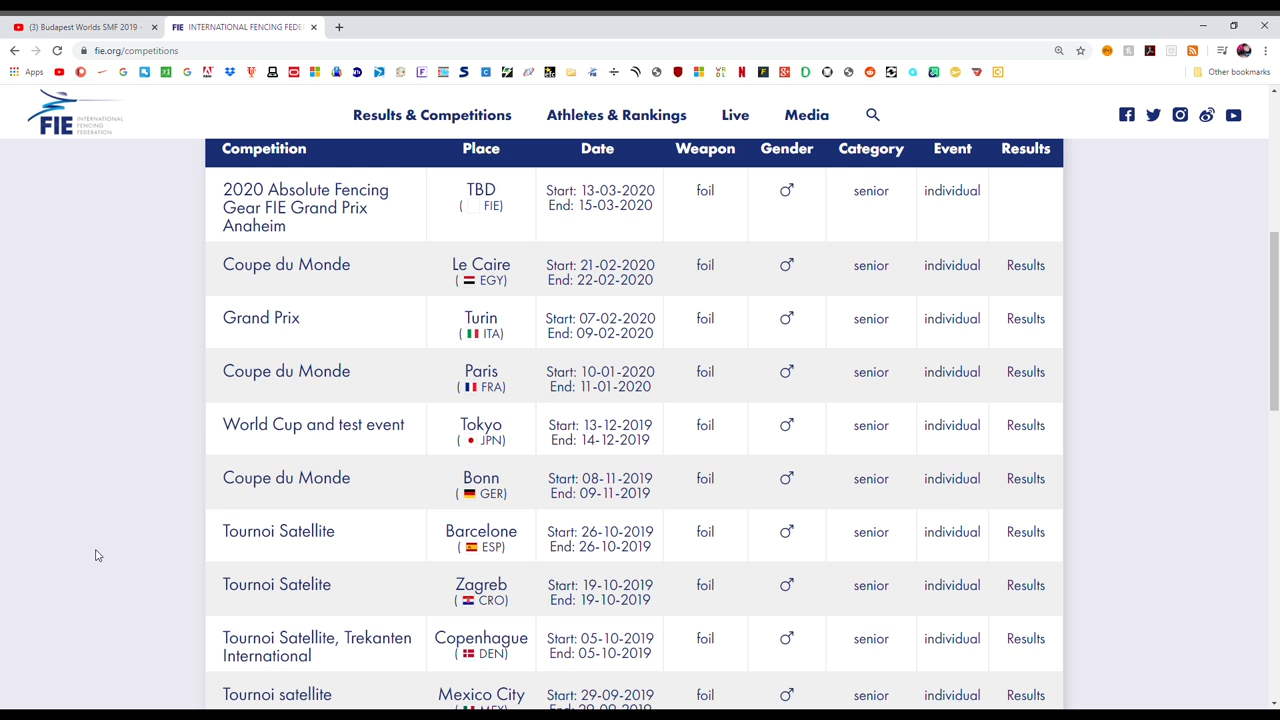 (3) Budapest Worlds SMF 2019 -
FIE INTERNATIONAL FENCING FEDE
fie.org/competitions
Apps
Other bookmarks
FIE INTERNATIONAL FENCING FEDERATION
Results & Competitions
Athletes & Rankings
Live
Media
Competition Place Date Weapon Gender Category Event Results
2020 Absolute Fencing TBD Start: 13-03-2020 foil senior individual
Gear FIE Grand Prix ( FIE) End: 15-03-2020
Anaheim
Coupe du Monde Le Caire Start: 21-02-2020 foil senior individual Results
( EGY) End: 22-02-2020
Grand Prix Turin Start: 07-02-2020 foil senior individual Results
( ITA) End: 09-02-2020
Coupe du Monde Paris Start: 10-01-2020 foil senior individual Results
( FRA) End: 11-01-2020
World Cup and test event Tokyo Start: 13-12-2019 foil senior individual Results
( JPN) End: 14-12-2019
Coupe du Monde Bonn Start: 08-11-2019 foil senior individual Results
( GER) End: 09-11-2019
Tournoi Satellite Barcelone Start: 26-10-2019 foil senior individual Results
( ESP) End: 26-10-2019
Tournoi Satelite Zagreb Start: 19-10-2019 foil senior individual Results
( CRO) End: 19-10-2019
Tournoi Satellite, Trekanten Copenhague Start: 05-10-2019 foil senior individual Results
International ( DEN) End: 05-10-2019
Tournoi satellite Mexico City Start: 29-09-2019 foil senior individual Results